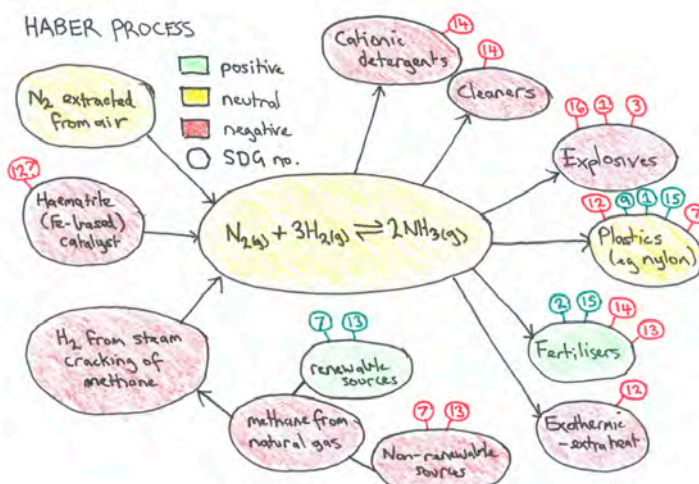 HABER PROCESS
positive
neutral
negative
SDG no.
14
Cationic
detergents
14
Cleaners
N₂ extracted
from air
16 1 3
Explosives
12?
Haematite
(Fe-based)
catalyst
N₂(g) + 3H₂(g) ⇌ 2NH₃(g)
12 9 1 15 7
Plastics
(eg nylon)
H₂ from steam
cracking of
methane
7 13
renewable
sources
2 15 14
13
Fertilisers
methane from
natural gas
7 13
Non-renewable
sources
12
Exothermic
-extra heat